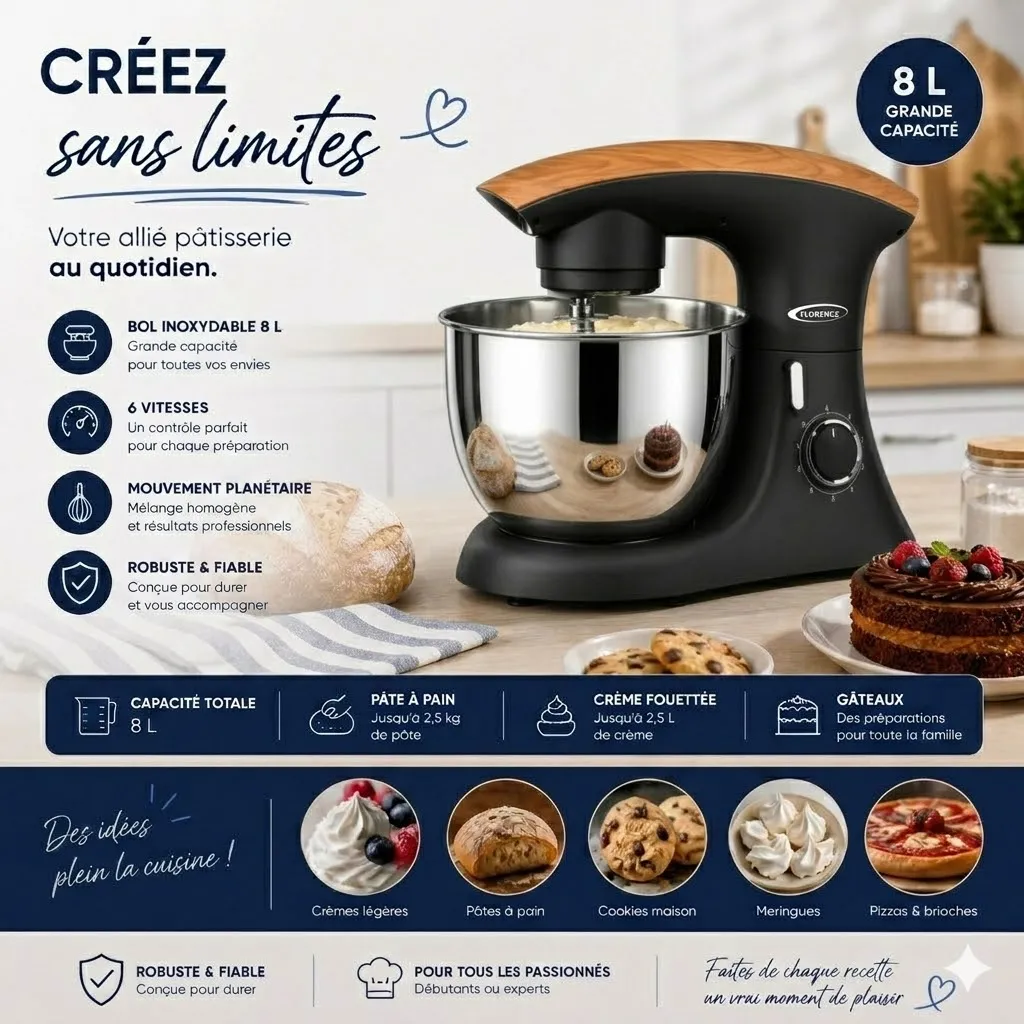 CRÉEZ
sans limites
8 L
GRANDE
CAPACITÉ
Votre allié pâtisserie
au quotidien.
BOL INOXYDABLE 8 L
Grande capacité
pour toutes vos envies
6 VITESSES
Un contrôle parfait
pour chaque préparation
MOUVEMENT PLANÉTAIRE
Mélange homogène
et résultats professionnels
ROBUSTE & FIABLE
Conçue pour durer
et vous accompagner
FLORENCE
CAPACITÉ TOTALE
8 L
PÂTE À PAIN
Jusqu'à 2,5 kg
de pâte
CRÈME FOUETTÉE
Jusqu'à 2,5 L
de crème
GÂTEAUX
Des préparations
pour toute la famille
Des idées
plein la cuisine !
Crèmes légères
Pâtes à pain
Cookies maison
Meringues
Pizzas & brioches
ROBUSTE & FIABLE
Conçue pour durer
POUR TOUS LES PASSIONNÉS
Débutants ou experts
Faites de chaque recette
un vrai moment de plaisir